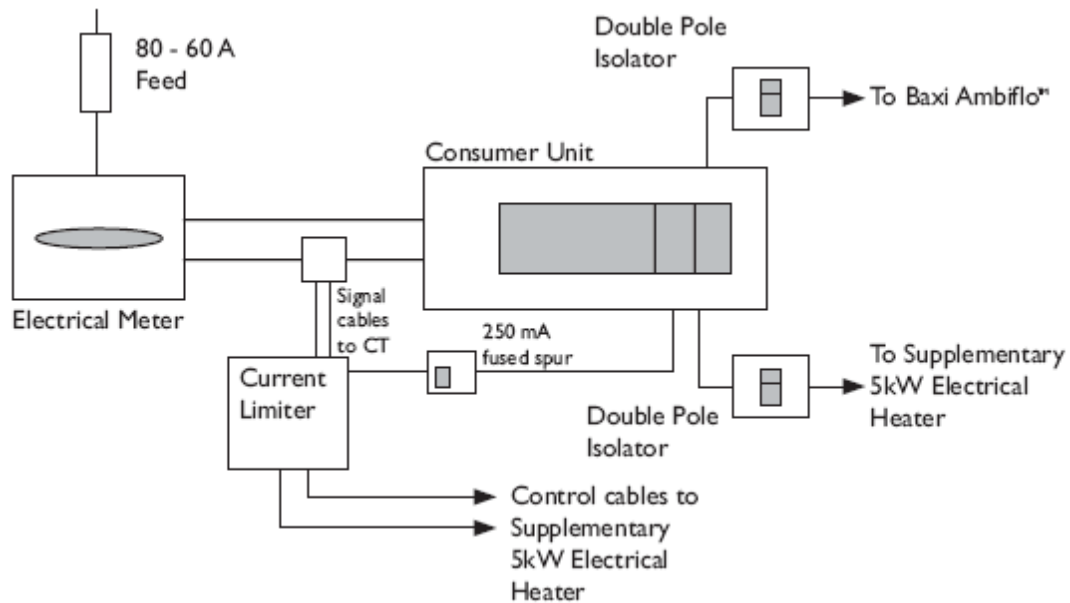 80 - 60 A
Feed
Electrical Meter
Double Pole
Isolator
To Baxi Ambiflo™
Consumer Unit
Signal
cables
to CT
250 mA
fused spur
Current
Limiter
Double Pole
Isolator
To Supplementary
5kW Electrical
Heater
Control cables to
Supplementary
5kW Electrical
Heater